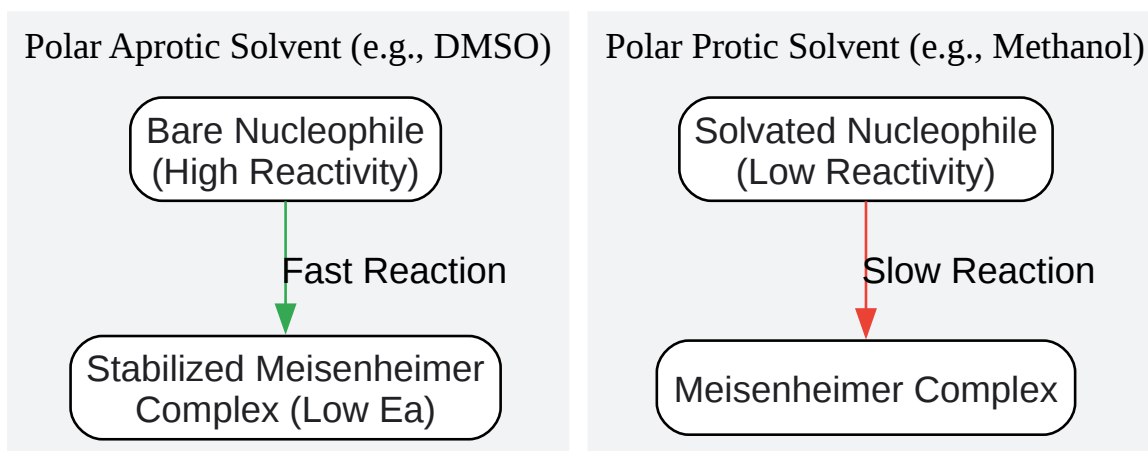 Polar Aprotic Solvent (e.g., DMSO)
Bare Nucleophile
(High Reactivity)
Fast Reaction
Stabilized Meisenheimer
Complex (Low Ea)
Polar Protic Solvent (e.g., Methanol)
Solvated Nucleophile
(Low Reactivity)
Slow Reaction
Meisenheimer Complex